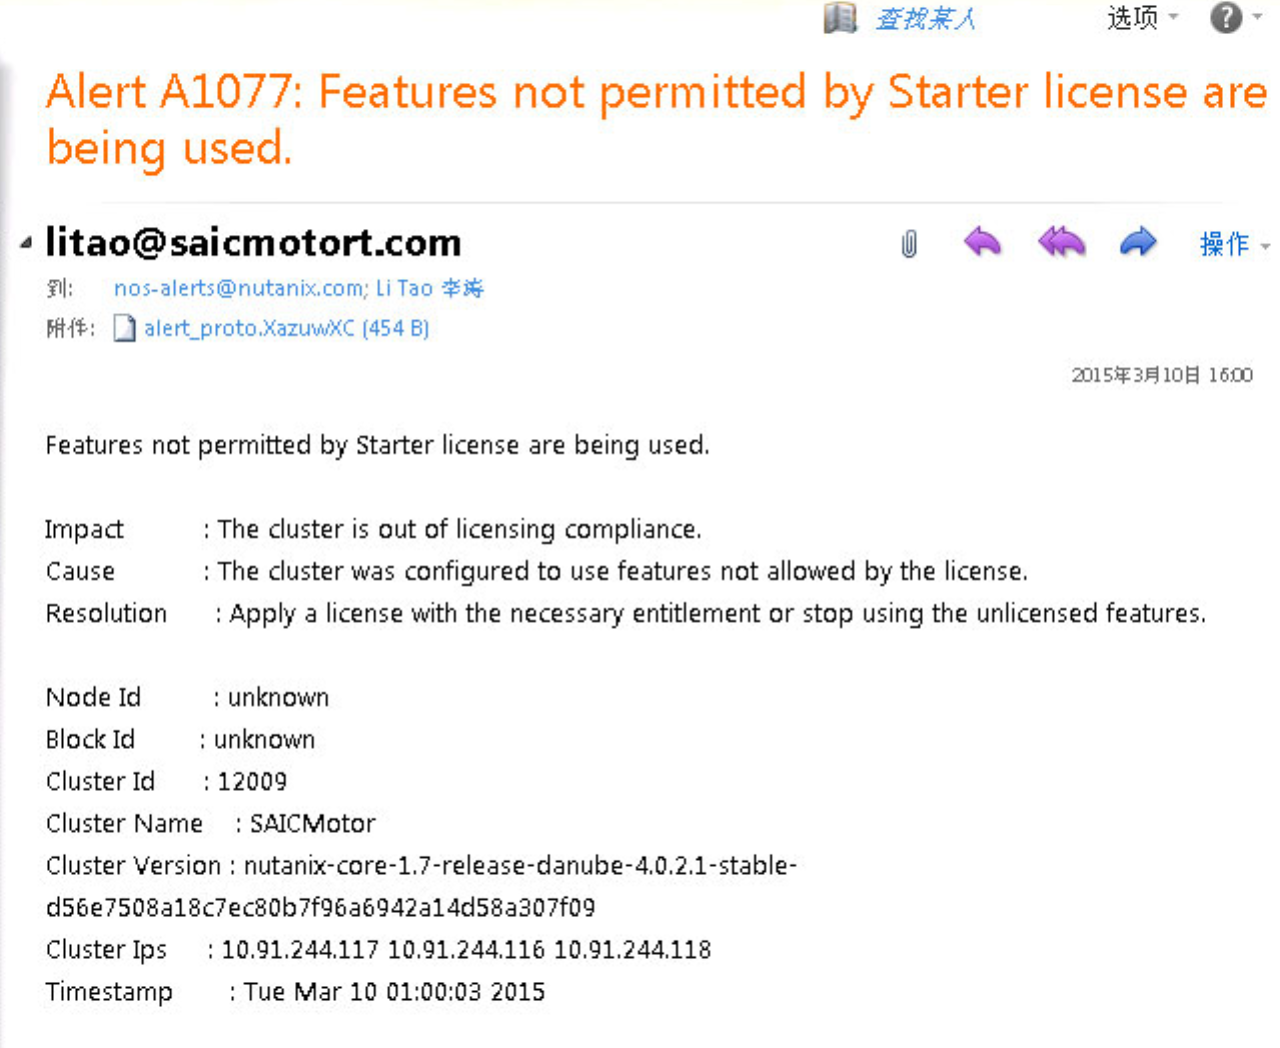 查找某人 选项
Alert A1077: Features not permitted by Starter license are
being used.
litao@saicmotort.com
操作
到: nos-alerts@nutanix.com; Li Tao 李涛
附件: alert_proto.XazuwXC (454 B)
2015年3月10日 16:00
Features not permitted by Starter license are being used.
Impact : The cluster is out of licensing compliance.
Cause : The cluster was configured to use features not allowed by the license.
Resolution : Apply a license with the necessary entitlement or stop using the unlicensed features.
Node Id : unknown
Block Id : unknown
Cluster Id : 12009
Cluster Name : SAICMotor
Cluster Version : nutanix-core-1.7-release-danube-4.0.2.1-stable-
d56e7508a18c7ec80b7f96a6942a14d58a307f09
Cluster Ips : 10.91.244.117 10.91.244.116 10.91.244.118
Timestamp : Tue Mar 10 01:00:03 2015